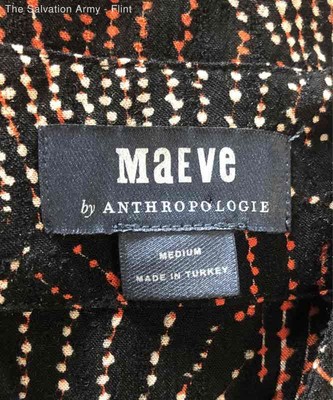 The Salvation Army - Flint
MaEVe
by ANTHROPOLOGIE
MEDIUM
MADE IN TURKEY